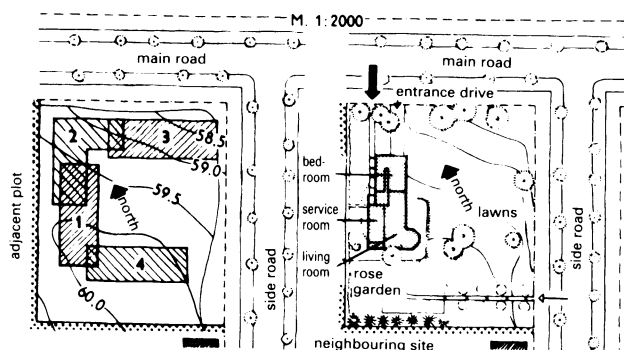 M. 1:2000
main road
main road
entrance drive
2
3
58.5
59.0
bed-
room
north
59.5
north
adjacent plot
service
room
lawns
1
4
side road
living
room
rose
garden
side road
60.0
neighbouring site